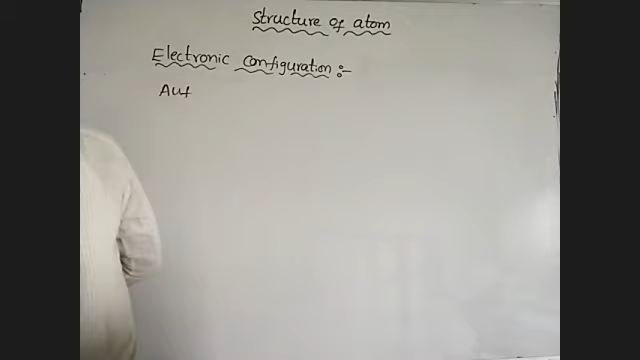 Structure of atom
Electronic configuration :-
Auf